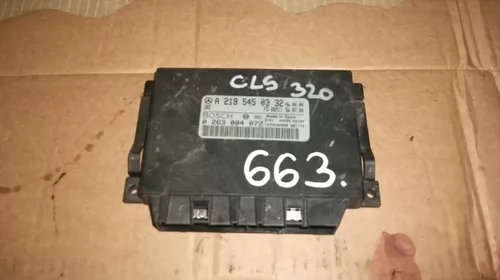 CLS 320
A 219 545 03 32
BOSCH
0 263 004 072
663.